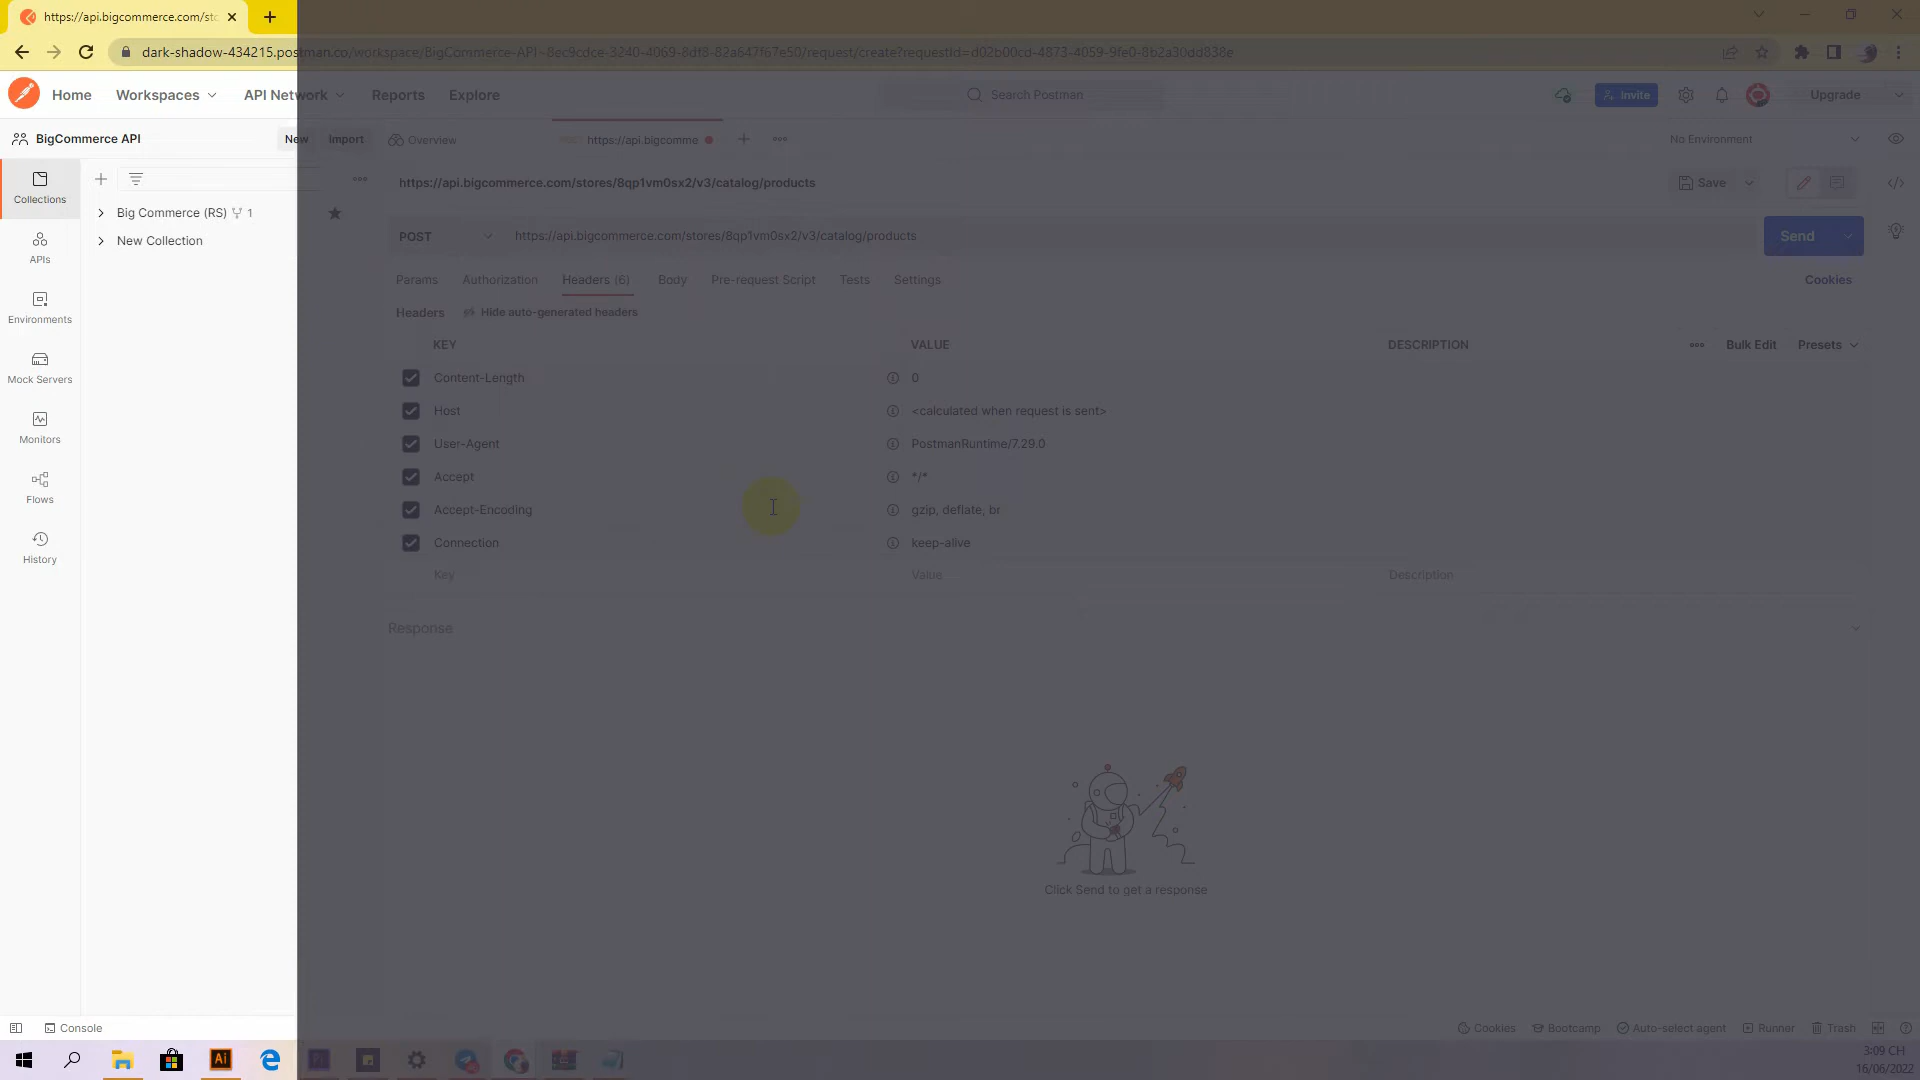 https://api.bigcommerce.com/stc
dark-shadow-434215.postman.co/workspace/BigCommerce-API~8ec9cdce-3240-4069-8df8-82a647f67e50/request/create?requestId=d02b00cd-4873-4059-9fe0-8b2a30dd838e
Home Workspaces API Network Reports Explore Search Postman Invite Upgrade
BigCommerce API New Import Overview https://api.bigcomme No Environment
Collections
https://api.bigcommerce.com/stores/8qp1vm0sx2/v3/catalog/products Save
Big Commerce (RS) 1
New Collection
POST https://api.bigcommerce.com/stores/8qp1vm0sx2/v3/catalog/products Send
APIs
Params Authorization Headers (6) Body Pre-request Script Tests Settings Cookies
Environments
Headers Hide auto-generated headers
KEY VALUE DESCRIPTION Bulk Edit Presets
Mock Servers
Content-Length 0
Host <calculated when request is sent>
Monitors
User-Agent PostmanRuntime/7.29.0
Accept */*
Flows
Accept-Encoding gzip, deflate, br
Connection keep-alive
History
Key Value Description
Response
Click Send to get a response
Console Cookies Bootcamp Auto-select agent Runner Trash
Ai
3:09 CH
16/06/2022